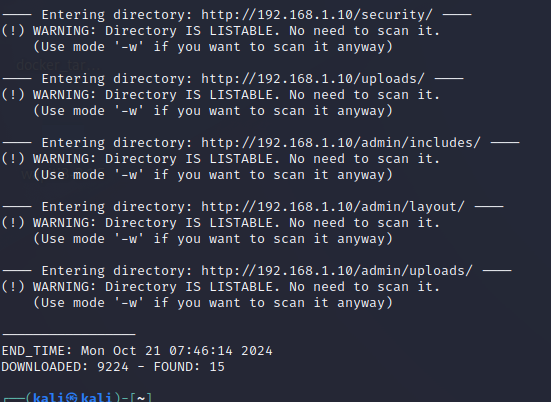 ---- Entering directory: http://192.168.1.10/security/ ----
(!) WARNING: Directory IS LISTABLE. No need to scan it.
(Use mode '-w' if you want to scan it anyway)
---- Entering directory: http://192.168.1.10/uploads/ ----
(!) WARNING: Directory IS LISTABLE. No need to scan it.
(Use mode '-w' if you want to scan it anyway)
---- Entering directory: http://192.168.1.10/admin/includes/ ----
(!) WARNING: Directory IS LISTABLE. No need to scan it.
(Use mode '-w' if you want to scan it anyway)
---- Entering directory: http://192.168.1.10/admin/layout/ ----
(!) WARNING: Directory IS LISTABLE. No need to scan it.
(Use mode '-w' if you want to scan it anyway)
---- Entering directory: http://192.168.1.10/admin/uploads/ ----
(!) WARNING: Directory IS LISTABLE. No need to scan it.
(Use mode '-w' if you want to scan it anyway)
-----------------
END_TIME: Mon Oct 21 07:46:14 2024
DOWNLOADED: 9224 - FOUND: 15
┌──(kali㉿kali)-[~]